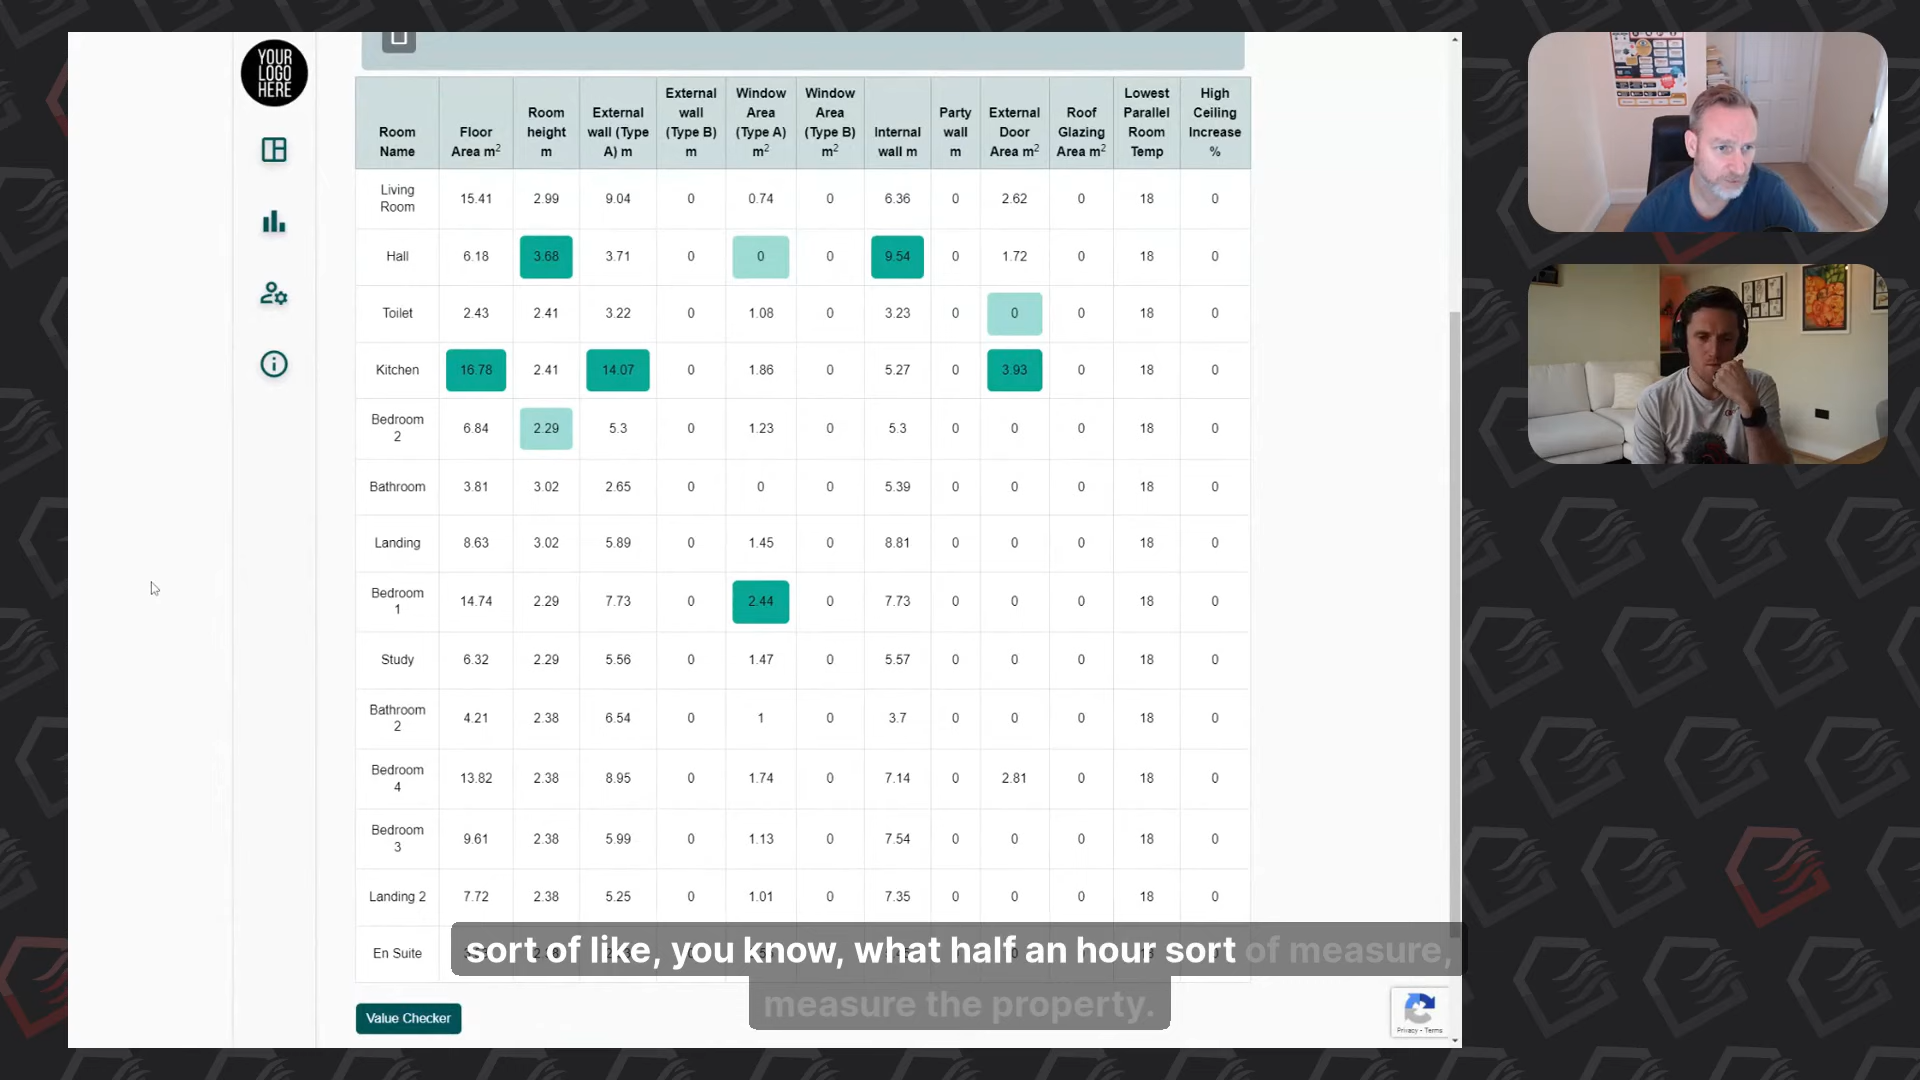 YOUR
LOGO
HERE
Room Name | Floor Area m² | Room height m | External wall (Type A) m | External wall (Type B) m | Window Area (Type A) m² | Window Area (Type B) m² | Internal wall m | Party wall m | External Door Area m² | Roof Glazing Area m² | Lowest Parallel Room Temp | High Ceiling Increase %
Living Room | 15.41 | 2.99 | 9.04 | 0 | 0.74 | 0 | 6.36 | 0 | 2.62 | 0 | 18 | 0
Hall | 6.18 | 3.68 | 3.71 | 0 | 0 | 0 | 9.54 | 0 | 1.72 | 0 | 18 | 0
Toilet | 2.43 | 2.41 | 3.22 | 0 | 1.08 | 0 | 3.23 | 0 | 0 | 0 | 18 | 0
Kitchen | 16.78 | 2.41 | 14.07 | 0 | 1.86 | 0 | 5.27 | 0 | 3.93 | 0 | 18 | 0
Bedroom 2 | 6.84 | 2.29 | 5.3 | 0 | 1.23 | 0 | 5.3 | 0 | 0 | 0 | 18 | 0
Bathroom | 3.81 | 3.02 | 2.65 | 0 | 0 | 0 | 5.39 | 0 | 0 | 0 | 18 | 0
Landing | 8.63 | 3.02 | 5.89 | 0 | 1.45 | 0 | 8.81 | 0 | 0 | 0 | 18 | 0
Bedroom 1 | 14.74 | 2.29 | 7.73 | 0 | 2.44 | 0 | 7.73 | 0 | 0 | 0 | 18 | 0
Study | 6.32 | 2.29 | 5.56 | 0 | 1.47 | 0 | 5.57 | 0 | 0 | 0 | 18 | 0
Bathroom 2 | 4.21 | 2.38 | 6.54 | 0 | 1 | 0 | 3.7 | 0 | 0 | 0 | 18 | 0
Bedroom 4 | 13.82 | 2.38 | 8.95 | 0 | 1.74 | 0 | 7.14 | 0 | 2.81 | 0 | 18 | 0
Bedroom 3 | 9.61 | 2.38 | 5.99 | 0 | 1.13 | 0 | 7.54 | 0 | 0 | 0 | 18 | 0
Landing 2 | 7.72 | 2.38 | 5.25 | 0 | 1.01 | 0 | 7.35 | 0 | 0 | 0 | 18 | 0
En Suite
sort of like, you know, what half an hour sort of measure,
measure the property.
Value Checker
Privacy - Terms